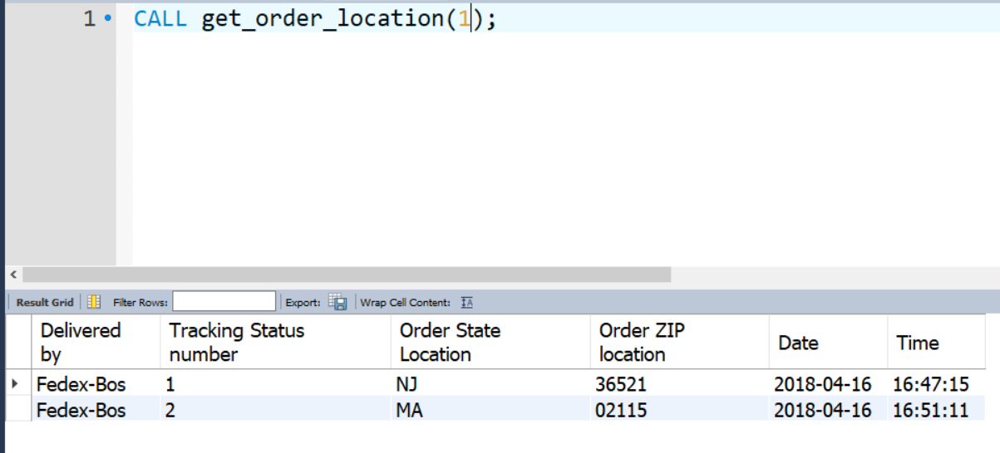 1 CALL get_order_location(1);
Result Grid Filter Rows: Export: Wrap Cell Content: IA
Delivered by Tracking Status number Order State Location Order ZIP location Date Time
Fedex-Bos 1 NJ 36521 2018-04-16 16:47:15
Fedex-Bos 2 MA 02115 2018-04-16 16:51:11